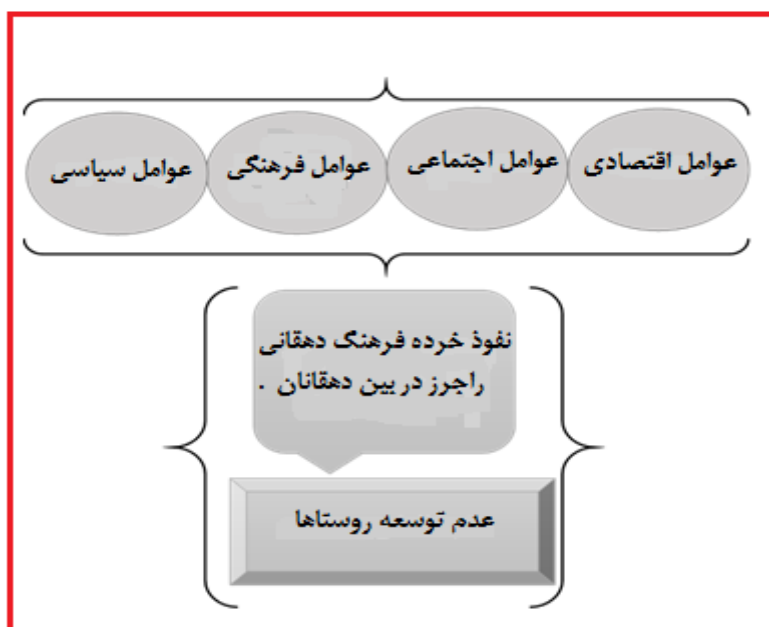 عوامل اقتصادی
عوامل اجتماعی
عوامل فرهنگی
عوامل سیاسی
نفوذ خرده فرهنگ دهقانی
راجرز در بین دهقانان .
عدم توسعه روستاها